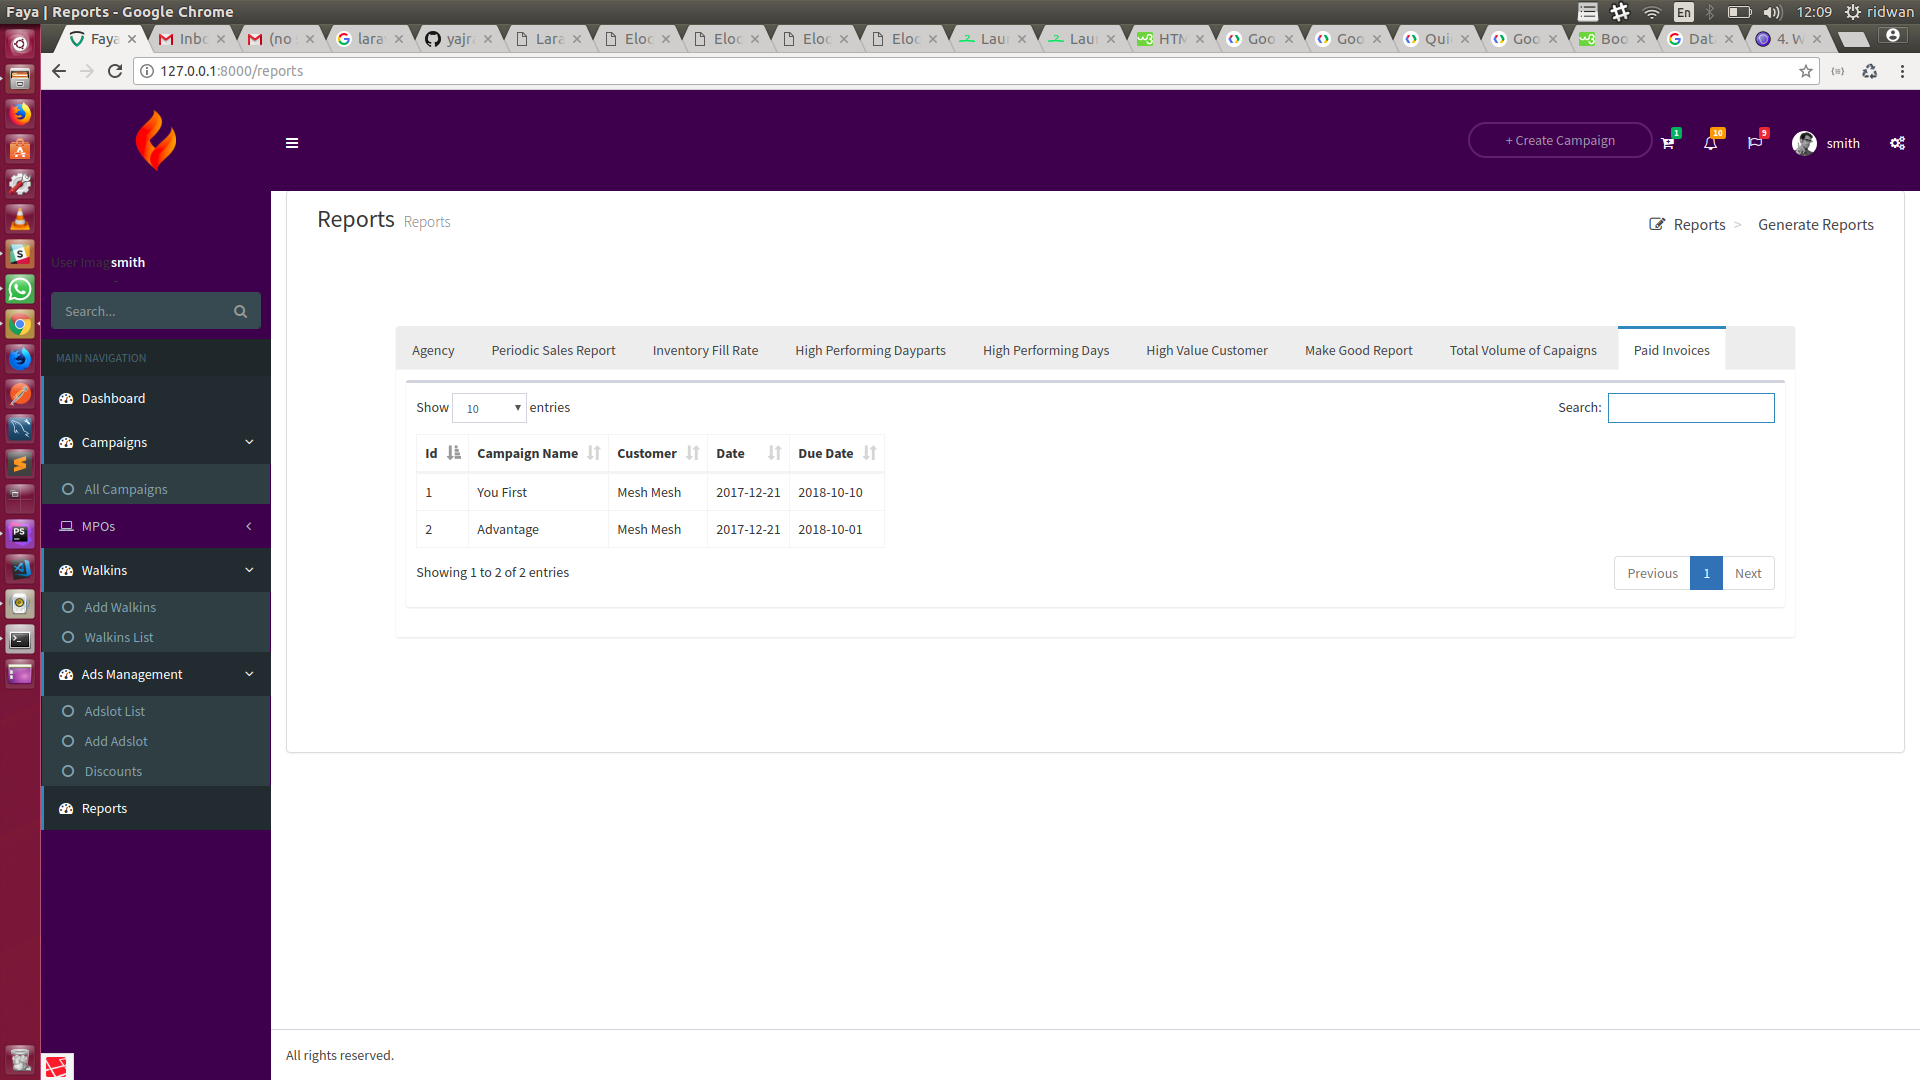 Faya | Reports - Google Chrome
En
12:09
ridwan
Faya
Inbo
(no
lara
yajr
Lara
Eloc
Eloc
Eloc
Eloc
Laur
Laur
HTM
Goo
Goo
Qui
Goo
Boo
Dat
4. W
127.0.0.1:8000/reports
+ Create Campaign
1
10
9
smith
Reports Reports
Reports > Generate Reports
User Imag smith
Search...
MAIN NAVIGATION
Dashboard
Campaigns
All Campaigns
MPOs
Walkins
Add Walkins
Walkins List
Ads Management
Adslot List
Add Adslot
Discounts
Reports
Agency
Periodic Sales Report
Inventory Fill Rate
High Performing Dayparts
High Performing Days
High Value Customer
Make Good Report
Total Volume of Capaigns
Paid Invoices
Show 10 entries
Search:
Id Campaign Name Customer Date Due Date
1 You First Mesh Mesh 2017-12-21 2018-10-10
2 Advantage Mesh Mesh 2017-12-21 2018-10-01
Showing 1 to 2 of 2 entries
Previous 1 Next
All rights reserved.